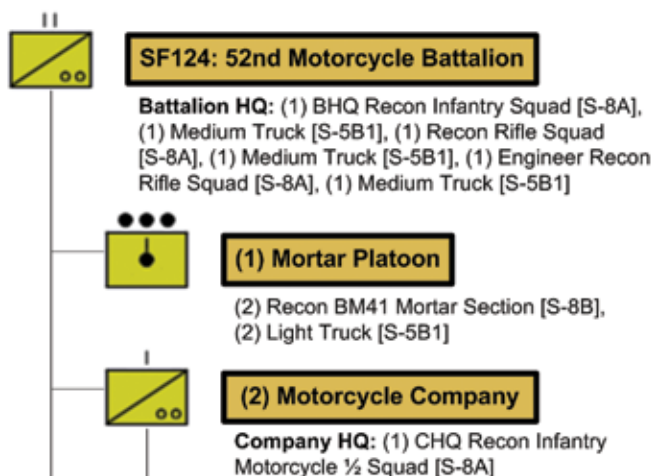 SF124: 52nd Motorcycle Battalion
Battalion HQ: (1) BHQ Recon Infantry Squad [S-8A],
(1) Medium Truck [S-5B1], (1) Recon Rifle Squad
[S-8A], (1) Medium Truck [S-5B1], (1) Engineer Recon
Rifle Squad [S-8A], (1) Medium Truck [S-5B1]
(1) Mortar Platoon
(2) Recon BM41 Mortar Section [S-8B],
(2) Light Truck [S-5B1]
(2) Motorcycle Company
Company HQ: (1) CHQ Recon Infantry
Motorcycle ½ Squad [S-8A]